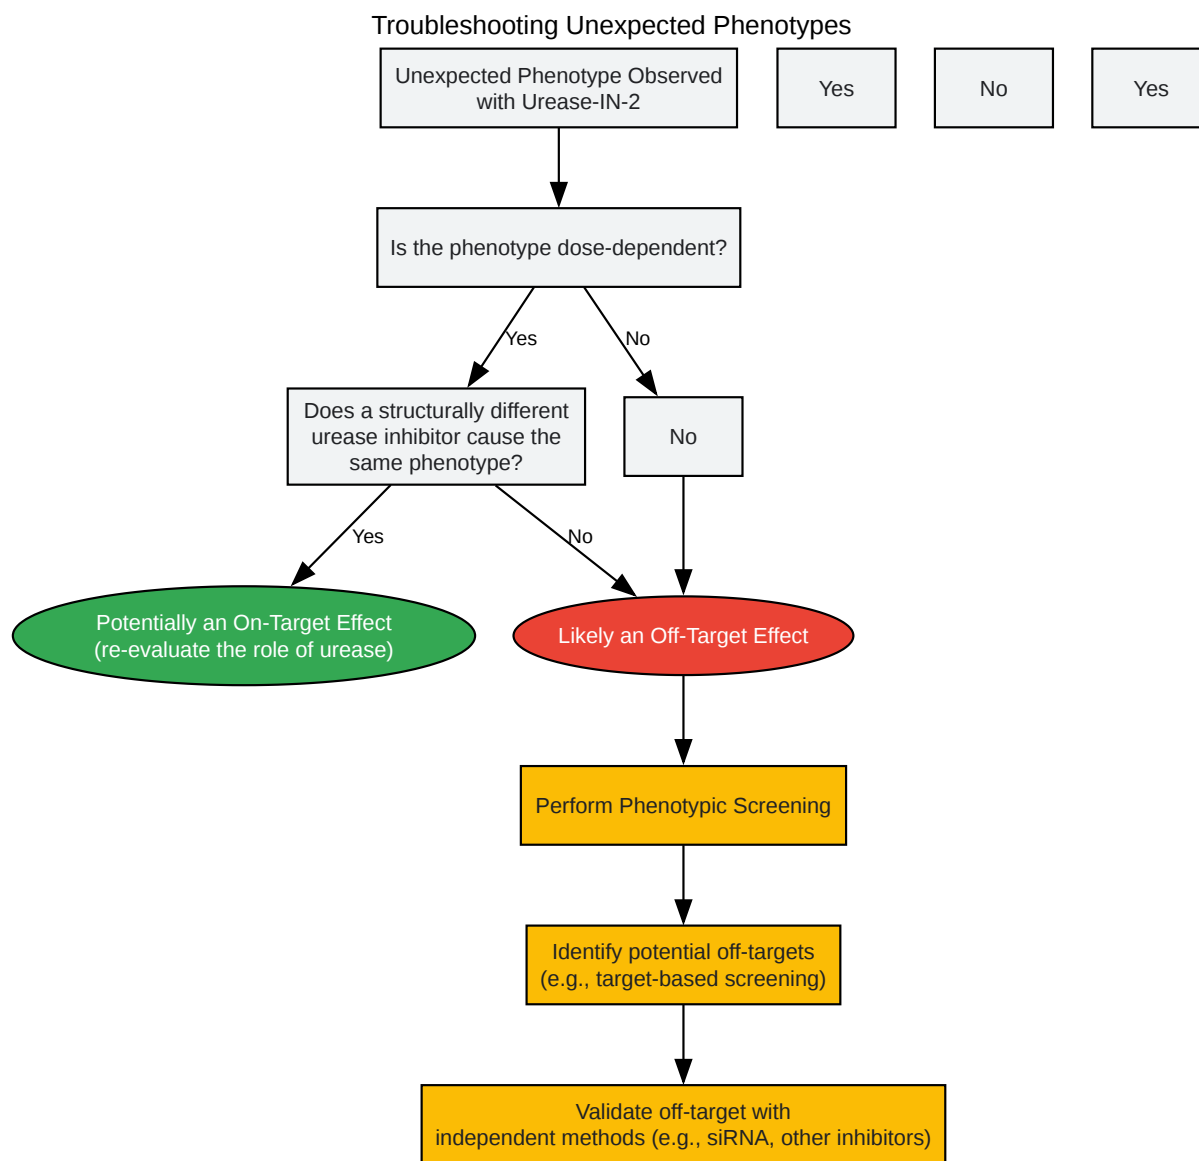 Troubleshooting Unexpected Phenotypes
Unexpected Phenotype Observed
with Urease-IN-2
Yes
No
Yes
Is the phenotype dose-dependent?
Yes
No
Does a structurally different
urease inhibitor cause the
same phenotype?
No
Yes
No
Potentially an On-Target Effect
(re-evaluate the role of urease)
Likely an Off-Target Effect
Perform Phenotypic Screening
Identify potential off-targets
(e.g., target-based screening)
Validate off-target with
independent methods (e.g., siRNA, other inhibitors)